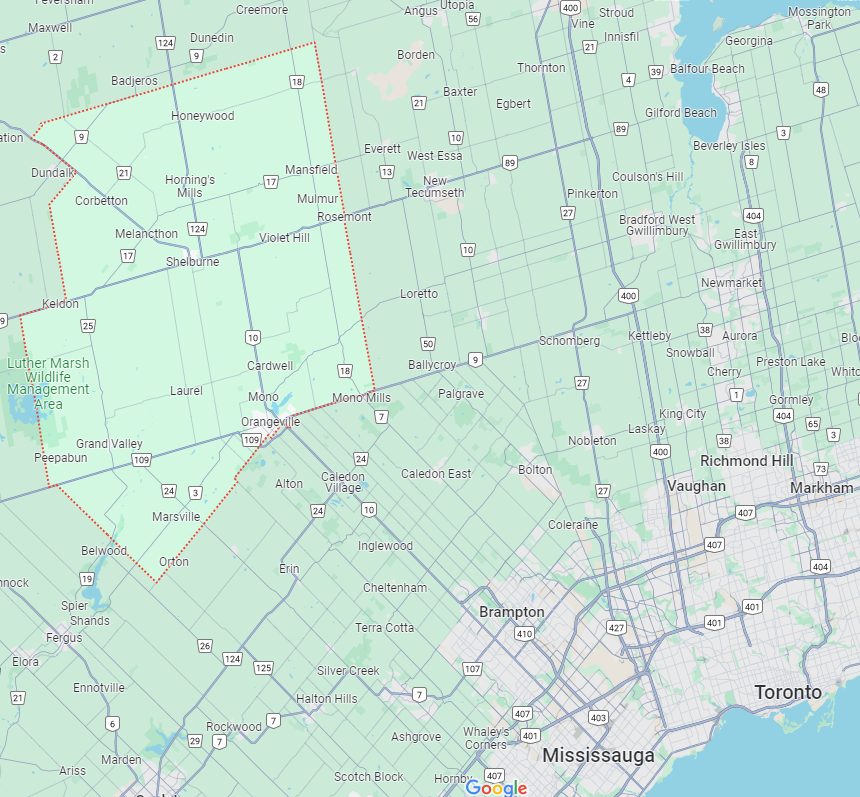 Feversham
Creemore
Angus
Utopia
56
400
Vine
Stroud
Mossington
Park
Maxwell
Dunedin
124
9
2
Innisfil
21
Georgina
Borden
Thornton
Balfour Beach
39
4
Badjeros
18
Baxter
48
21
Egbert
Gilford Beach
Honeywood
9
10
89
3
Beverley Isles
Everett
West Essa
89
8
Dundalk
21
Horning's
Mills
17
Mansfield
13
New
Tecumseth
Coulson's Hill
Pinkerton
Corbetton
Mulmur
Rosemont
27
Bradford West
Gwillimbury
404
124
Melancthon
Violet Hill
East
Gwillimbury
17
Shelburne
10
Newmarket
Keldon
Loretto
400
9
25
10
50
Schomberg
Kettleby
38
Aurora
Snowball
9
Luther Marsh
Wildlife
Management
Area
Cardwell
18
Ballycroy
Cherry
Preston Lake
27
Laurel
Mono
Mono Mills
Palgrave
1
Gormley
7
King City
404
65
Orangeville
Laskay
3
109
Grand Valley
Nobleton
38
400
Peepabun
109
24
Richmond Hill
73
Alton
Caledon
Village
Caledon East
Bolton
Vaughan
Markham
24
3
27
24
10
407
Marsville
Coleraine
Belwood
Inglewood
407
Orton
Erin
404
19
Cheltenham
Spier
Shands
Brampton
401
Fergus
Terra Cotta
410
427
401
Elora
26
124
125
Silver Creek
107
Ennotville
21
Halton Hills
7
Toronto
6
7
407
403
Rockwood
29
7
Ashgrove
Whaley's
Corners
401
Mississauga
Marden
Ariss
Scotch Block
Hornby
407
Google